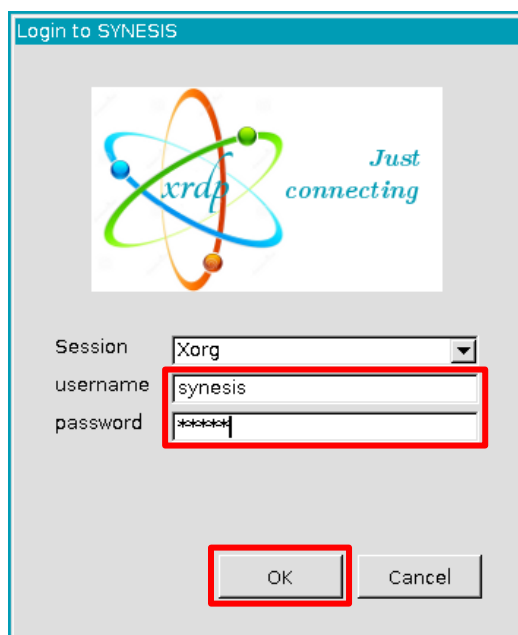 Login to SYNESIS
xrdp
Just
connecting
Session
Xorg
username
synesis
password
*****
OK
Cancel